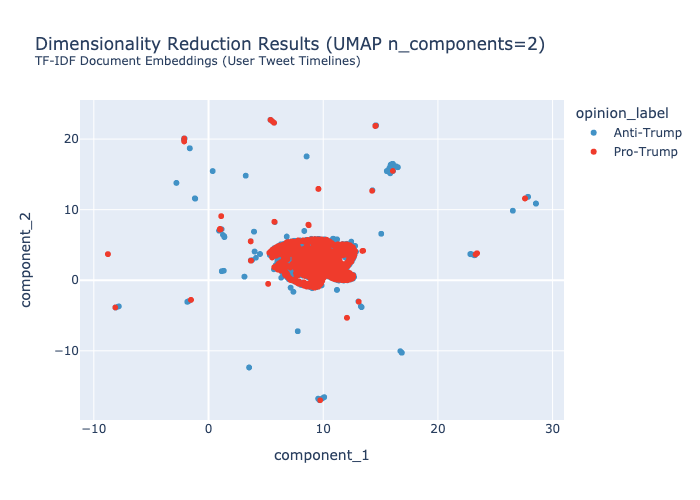 Dimensionality Reduction Results (UMAP n_components=2)
TF-IDF Document Embeddings (User Tweet Timelines)
opinion_label
Anti-Trump
Pro-Trump
component_2
20
10
0
−10
−10 0 10 20 30
component_1